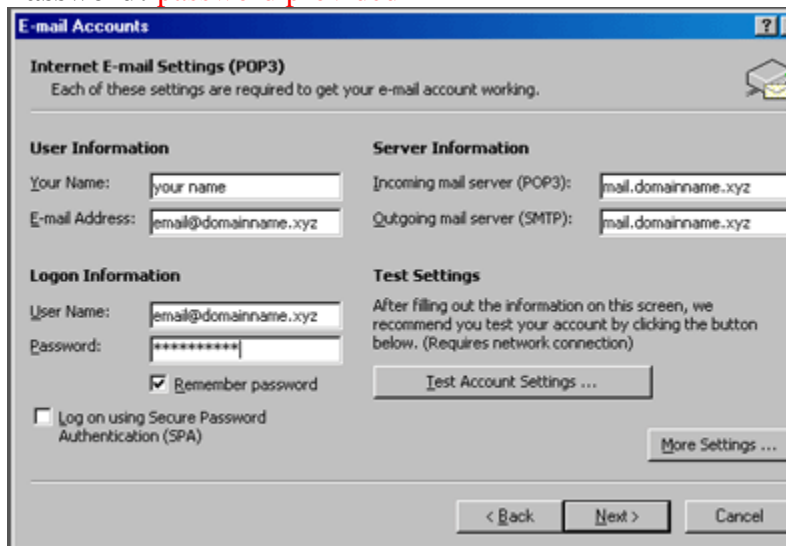 password provided
E-mail Accounts
Internet E-mail Settings (POP3)
Each of these settings are required to get your e-mail account working.
User Information
Your Name: your name
E-mail Address: email@domainname.xyz
Server Information
Incoming mail server (POP3): mail.domainname.xyz
Outgoing mail server (SMTP): mail.domainname.xyz
Logon Information
User Name: email@domainname.xyz
Password: **********
Remember password
Log on using Secure Password
Authentication (SPA)
Test Settings
After filling out the information on this screen, we
recommend you test your account by clicking the button
below. (Requires network connection)
Test Account Settings ...
More Settings ...
< Back
Next >
Cancel